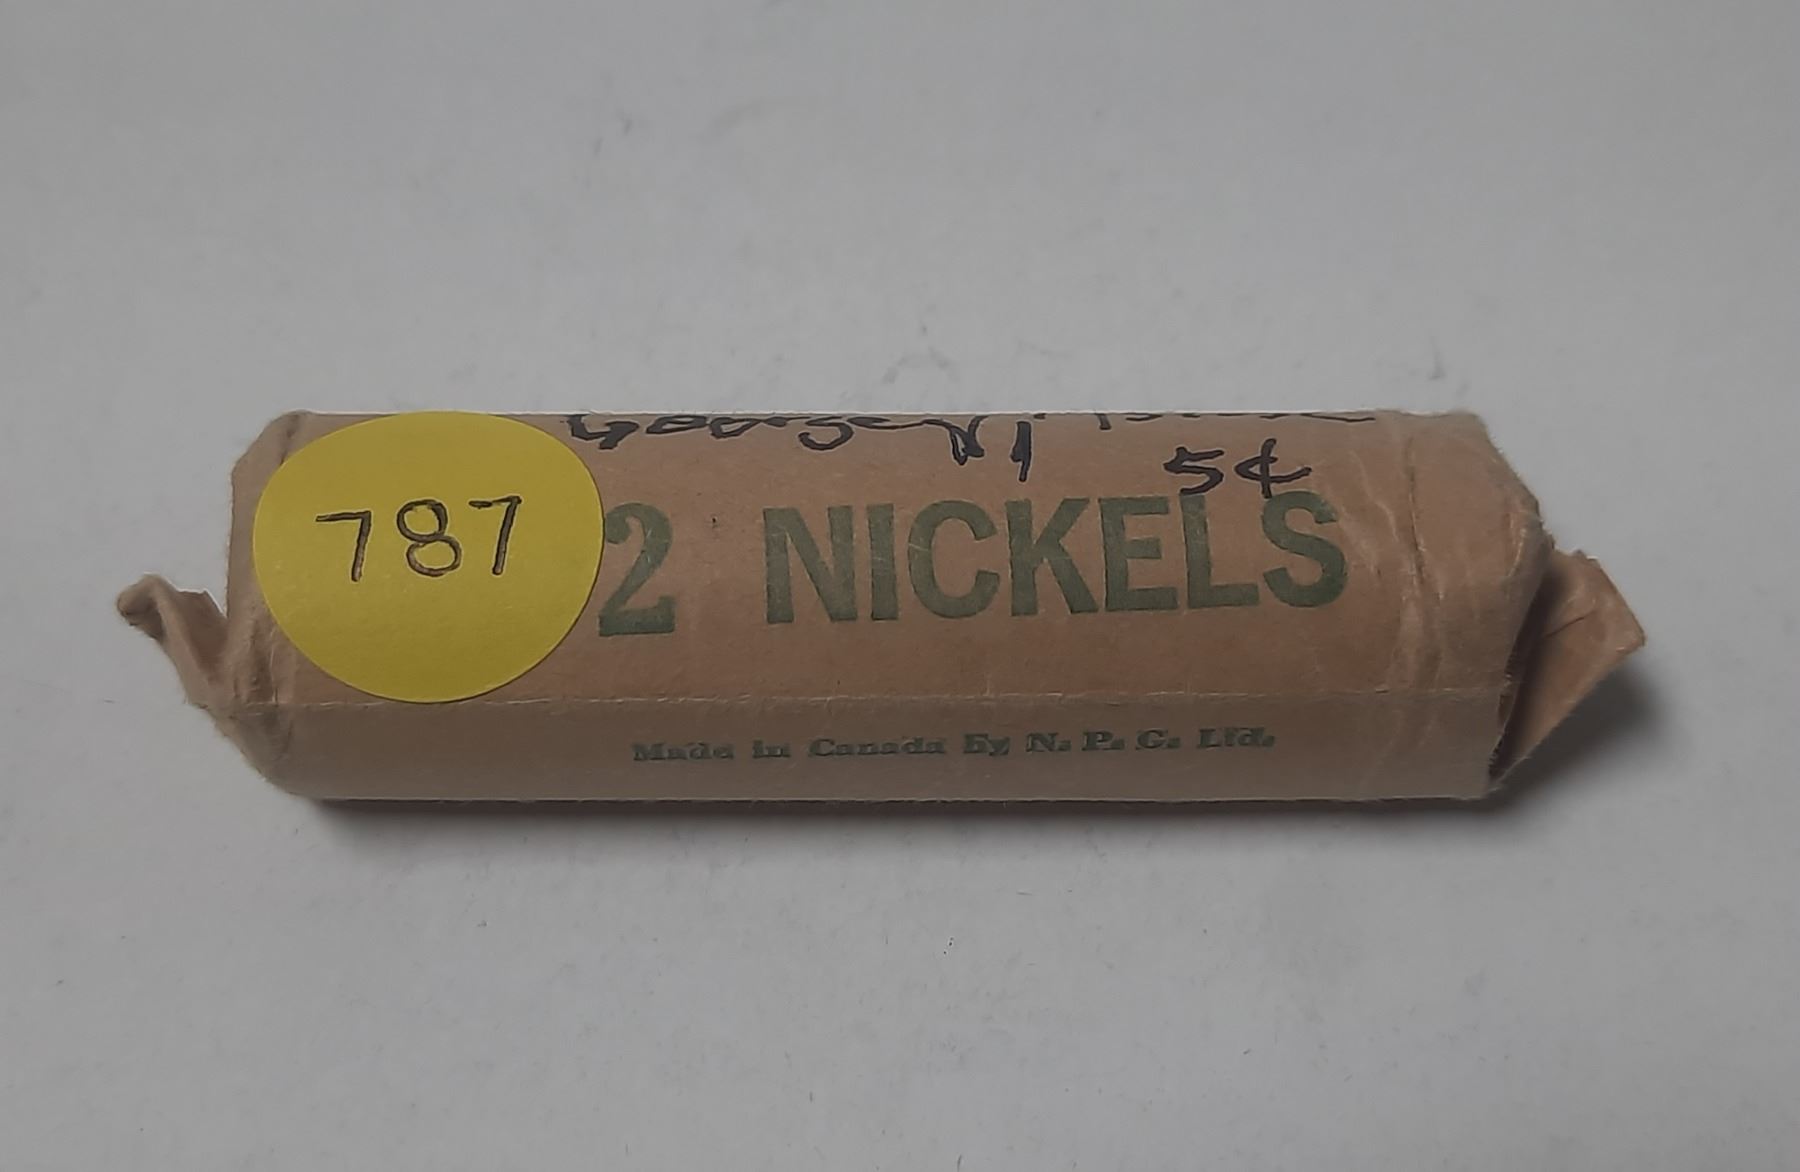 George VI
5¢
787
2 NICKELS
Made in Canada By N. P. C. Ltd.